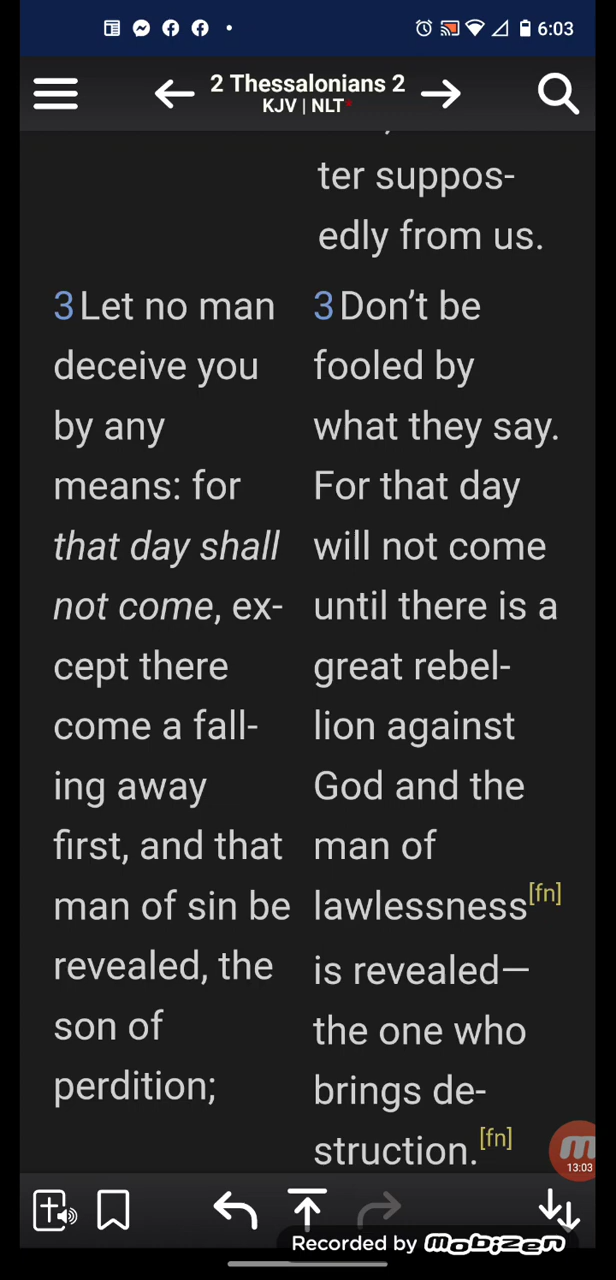 6:03
2 Thessalonians 2
KJV | NLT*
ter suppos-
edly from us.
3 Let no man
deceive you
by any
means: for
that day shall
not come, ex-
cept there
come a fall-
ing away
first, and that
man of sin be
revealed, the
son of
perdition;
3 Don’t be
fooled by
what they say.
For that day
will not come
until there is a
great rebel-
lion against
God and the
man of
lawlessness[fn]
is revealed—
the one who
brings de-
struction.[fn]
13:03
Recorded by mobizen